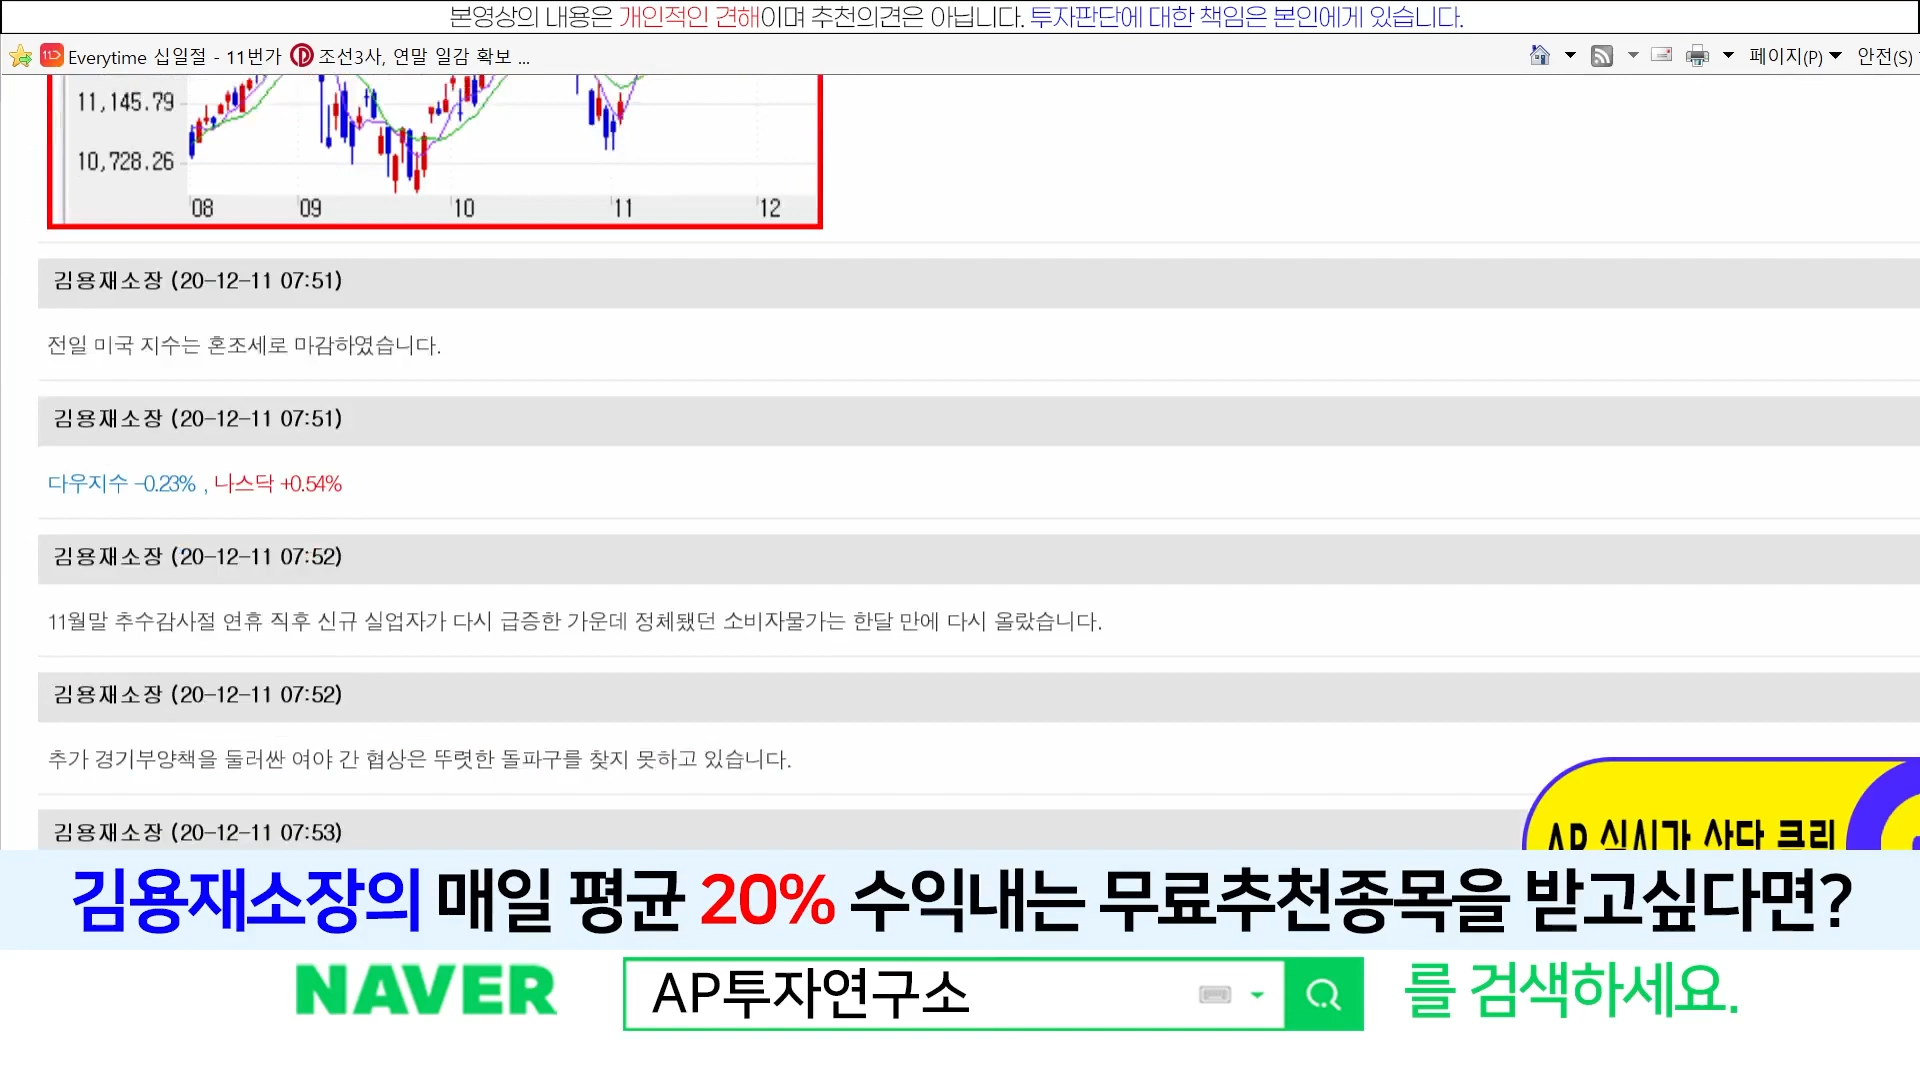 본영상의 내용은 개인적인 견해이며 추천의견은 아닙니다. 투자판단에 대한 책임은 본인에게 있습니다.
Everytime 십일절 - 11번가 조선3사, 연말 일감 확보 ... 페이지(P) 안전(S)
11,145.79
10,728.26
08 09 10 11 12
김용재소장 (20-12-11 07:51)
전일 미국 지수는 혼조세로 마감하였습니다.
김용재소장 (20-12-11 07:51)
다우지수 -0.23% , 나스닥 +0.54%
김용재소장 (20-12-11 07:52)
11월말 추수감사절 연휴 직후 신규 실업자가 다시 급증한 가운데 정체됐던 소비자물가는 한달 만에 다시 올랐습니다.
김용재소장 (20-12-11 07:52)
추가 경기부양책을 둘러싼 여야 간 협상은 뚜렷한 돌파구를 찾지 못하고 있습니다.
김용재소장 (20-12-11 07:53)
AP 실시간 상담 클릭
김용재소장의 매일 평균 20% 수익내는 무료추천종목을 받고싶다면?
NAVER AP투자연구소 를 검색하세요.